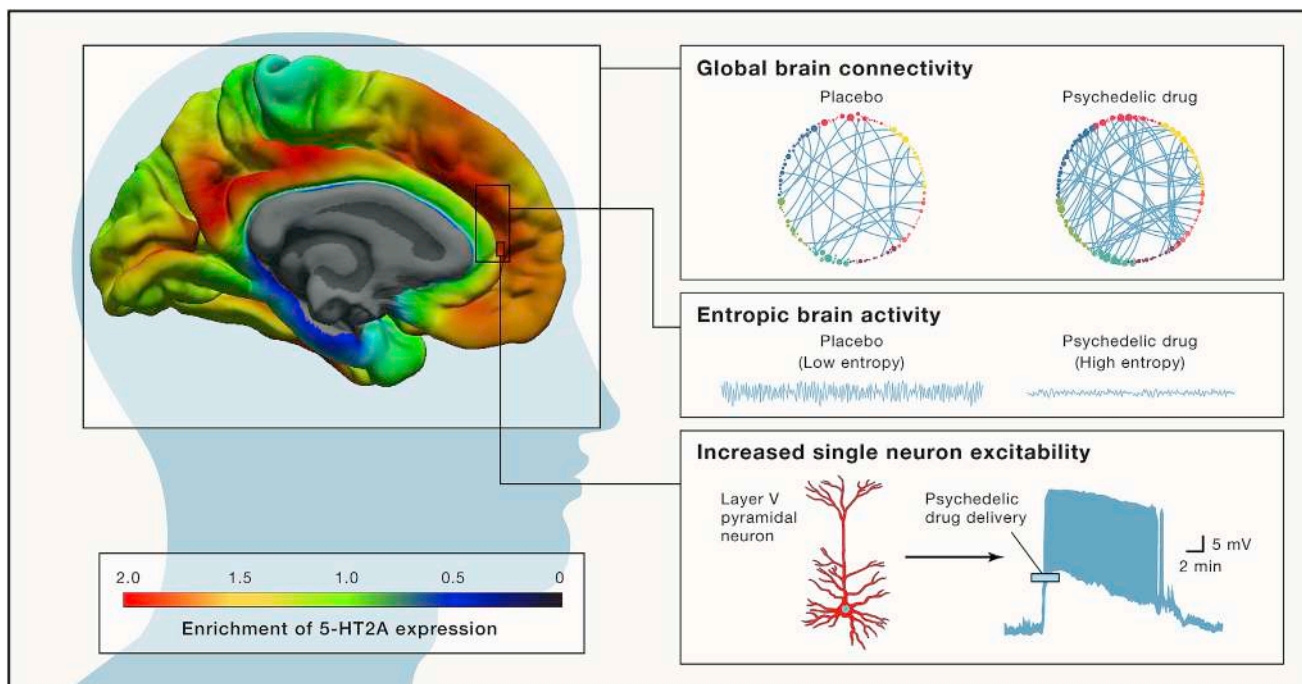 Global brain connectivity
Placebo
Psychedelic drug
Entropic brain activity
Placebo
(Low entropy)
Psychedelic drug
(High entropy)
Increased single neuron excitability
Layer V
pyramidal
neuron
Psychedelic
drug delivery
5 mV
2 min
2.0 1.5 1.0 0.5 0
Enrichment of 5-HT2A expression